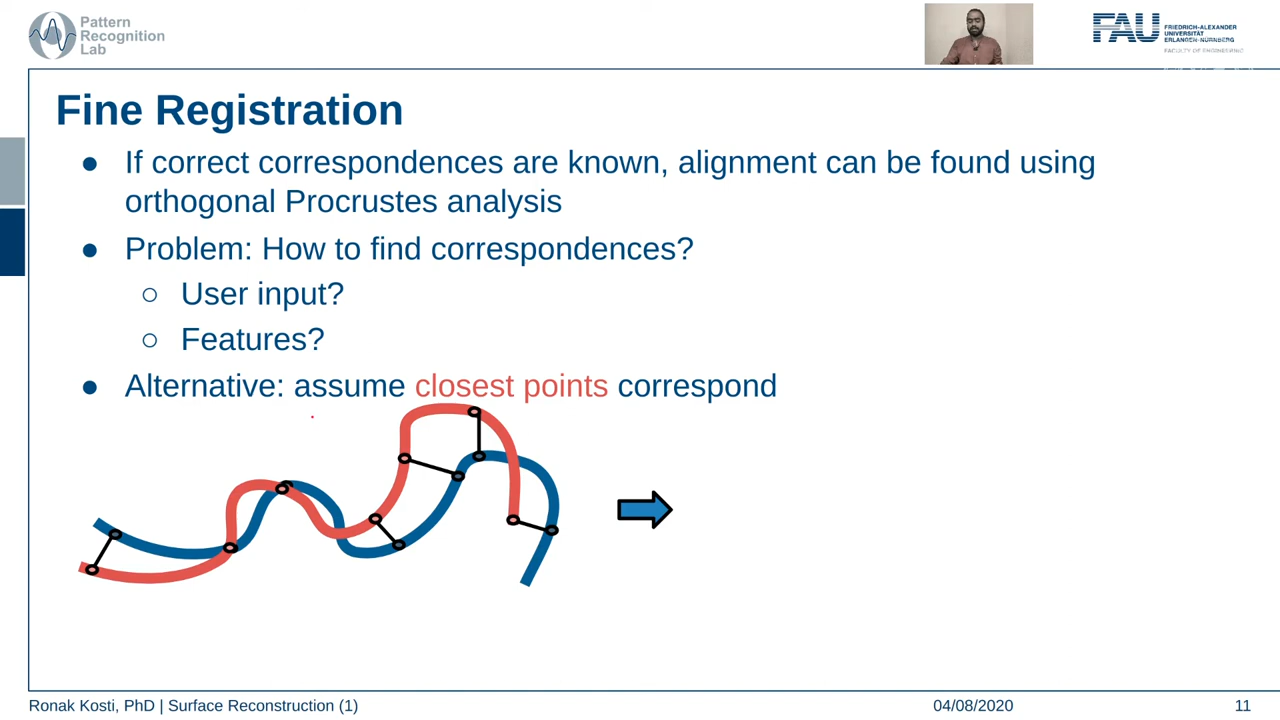 Pattern
Recognition
Lab
FAU
FRIEDRICH-ALEXANDER
UNIVERSITÄT
ERLANGEN-NÜRNBERG
FACULTY OF ENGINEERING
Fine Registration
● If correct correspondences are known, alignment can be found using
orthogonal Procrustes analysis
● Problem: How to find correspondences?
○ User input?
○ Features?
● Alternative: assume closest points correspond
Ronak Kosti, PhD | Surface Reconstruction (1)
04/08/2020
11